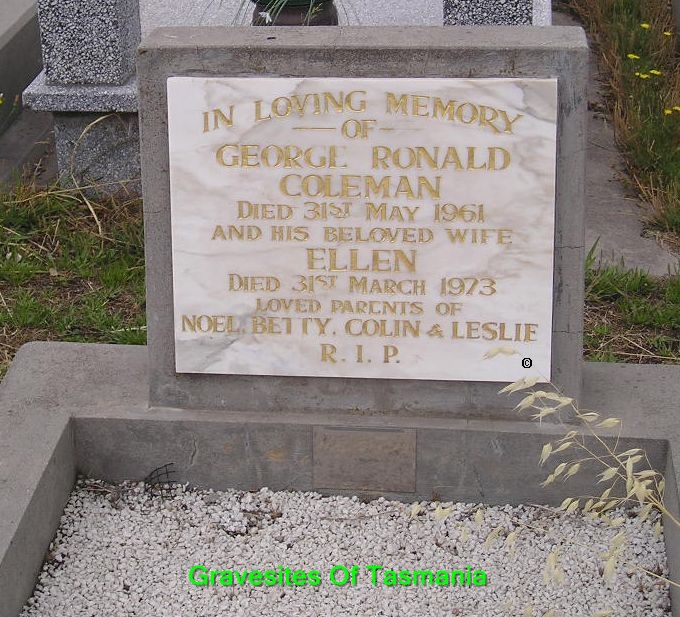 IN LOVING MEMORY
OF
GEORGE RONALD
COLEMAN
DIED 31ST MAY 1961
AND HIS BELOVED WIFE
ELLEN
DIED 31ST MARCH 1973
LOVED PARENTS OF
NOEL, BETTY, COLIN & LESLIE
R. I. P.
©
Gravesites Of Tasmania